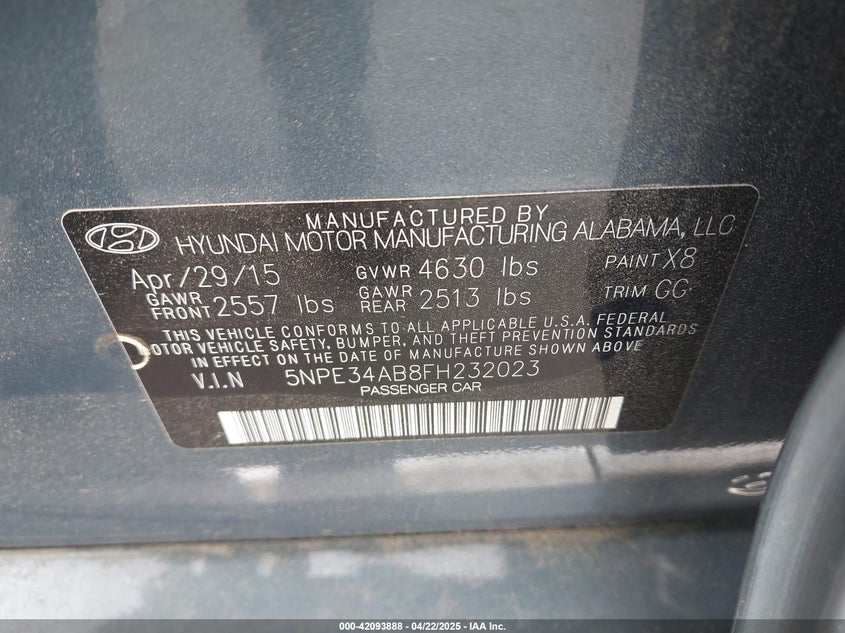 MANUFACTURED BY
HYUNDAI MOTOR MANUFACTURING ALABAMA, LLC
Apr/29/15 GVWR 4630 lbs PAINT X8
GAWR FRONT 2557 lbs GAWR REAR 2513 lbs TRIM GG
THIS VEHICLE CONFORMS TO ALL APPLICABLE U.S.A. FEDERAL
MOTOR VEHICLE SAFETY, BUMPER, AND THEFT PREVENTION STANDARDS
IN EFFECT ON THE DATE OF MANUFACTURE SHOWN ABOVE.
V.I.N 5NPE34AB8FH232023
PASSENGER CAR
000-42093888 - 04/22/2025 - IAA Inc.